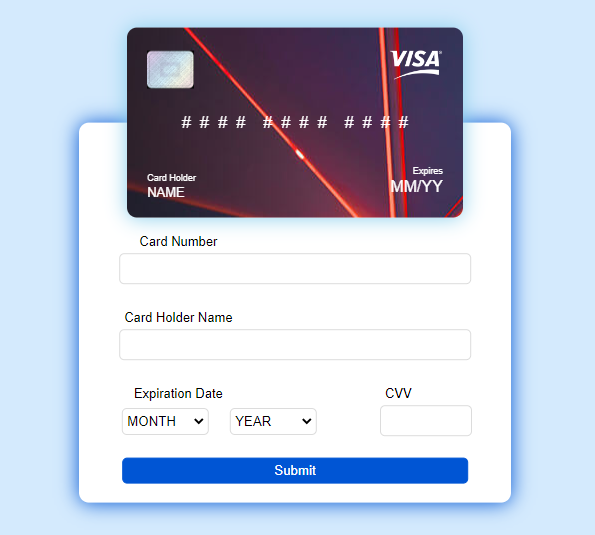 VISA
# # # #  # # # #  # # # #
Card Holder
NAME
Expires
MM/YY
Card Number
Card Holder Name
Expiration Date
CVV
MONTH
YEAR
Submit